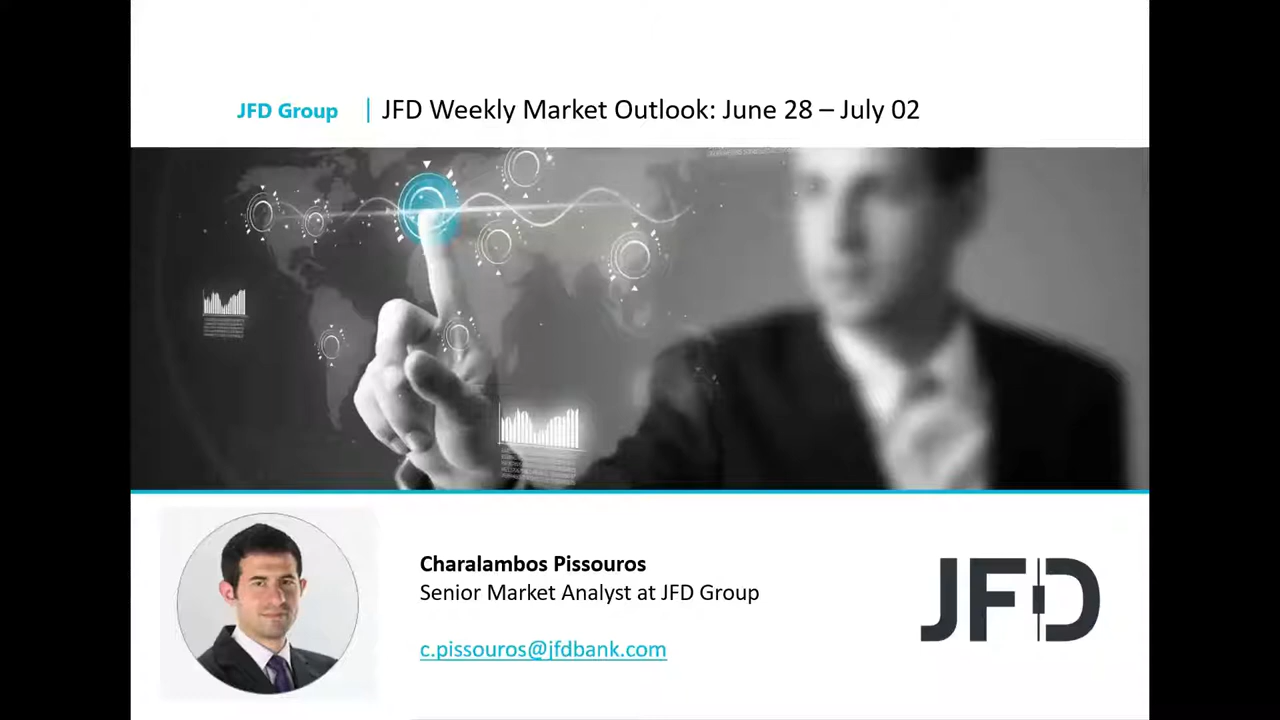 JFD Group | JFD Weekly Market Outlook: June 28 – July 02
Charalambos Pissouros
Senior Market Analyst at JFD Group
c.pissouros@jfdbank.com
JFD